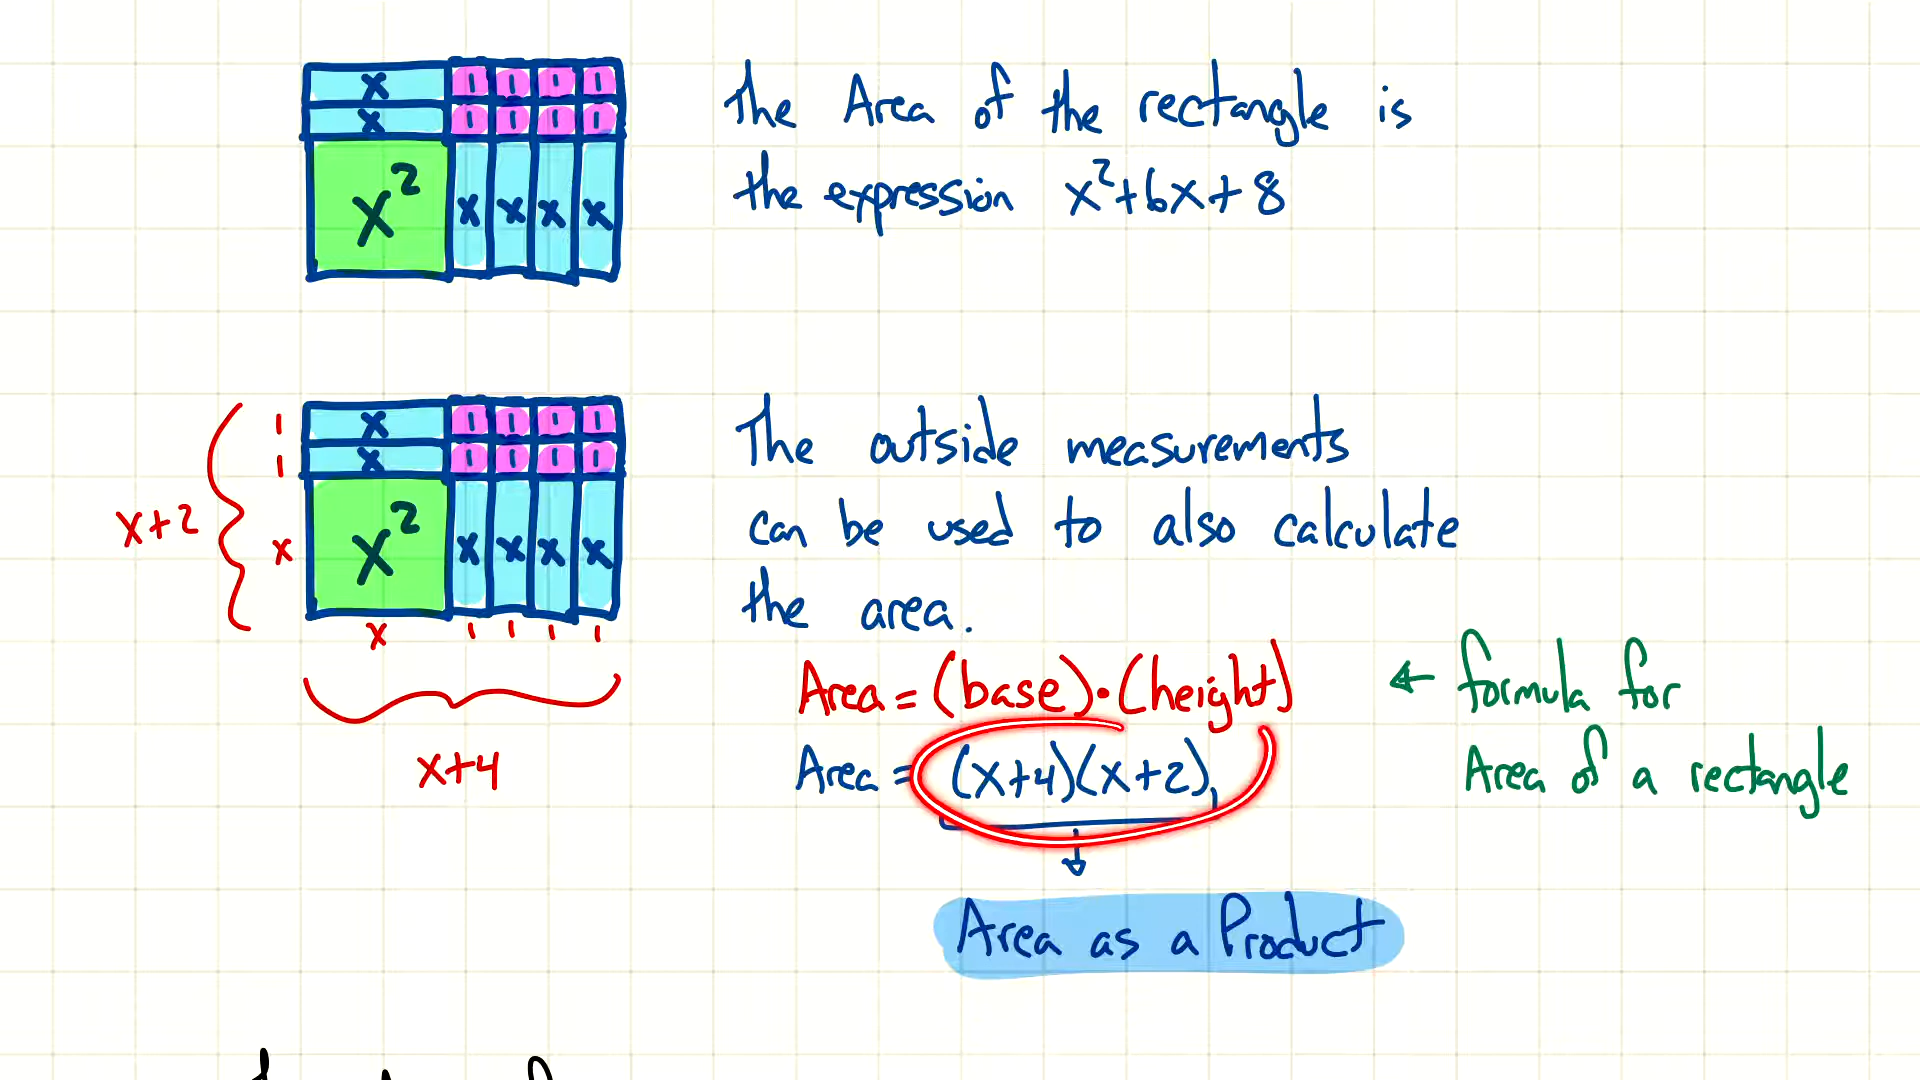 x 1 1 1 1
x 1 1 1 1
x² x x x x
The Area of the rectangle is
the expression x²+6x+8
1 x 1 1 1 1
1 x 1 1 1 1
x+2 x x² x x x x
x 1 1 1 1
x+4
The outside measurements
can be used to also calculate
the area.
Area = (base)·(height)
← formula for
Area = (x+4)(x+2)
Area of a rectangle
Area as a Product